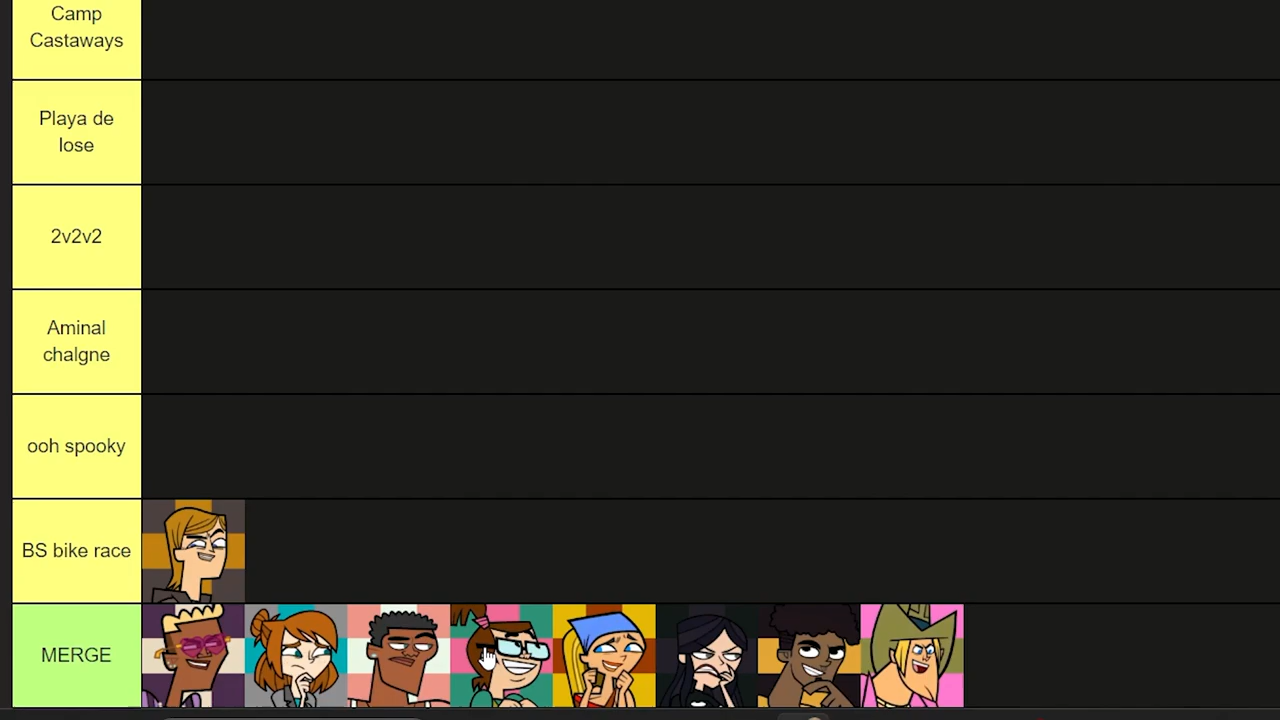 Camp
Castaways
Playa de
lose
2v2v2
Aminal
chalgne
ooh spooky
BS bike race
MERGE